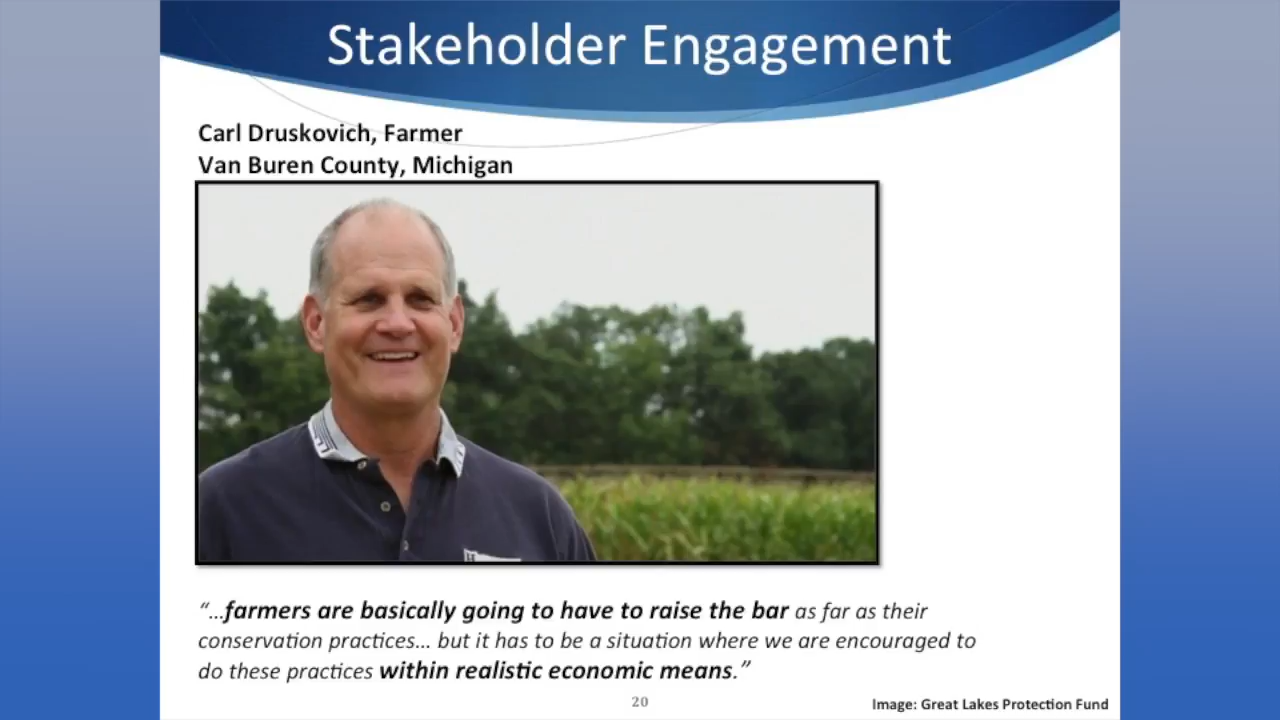 Stakeholder Engagement
Carl Druskovich, Farmer
Van Buren County, Michigan
“…farmers are basically going to have to raise the bar as far as their
conservation practices… but it has to be a situation where we are encouraged to
do these practices within realistic economic means.”
20
Image: Great Lakes Protection Fund